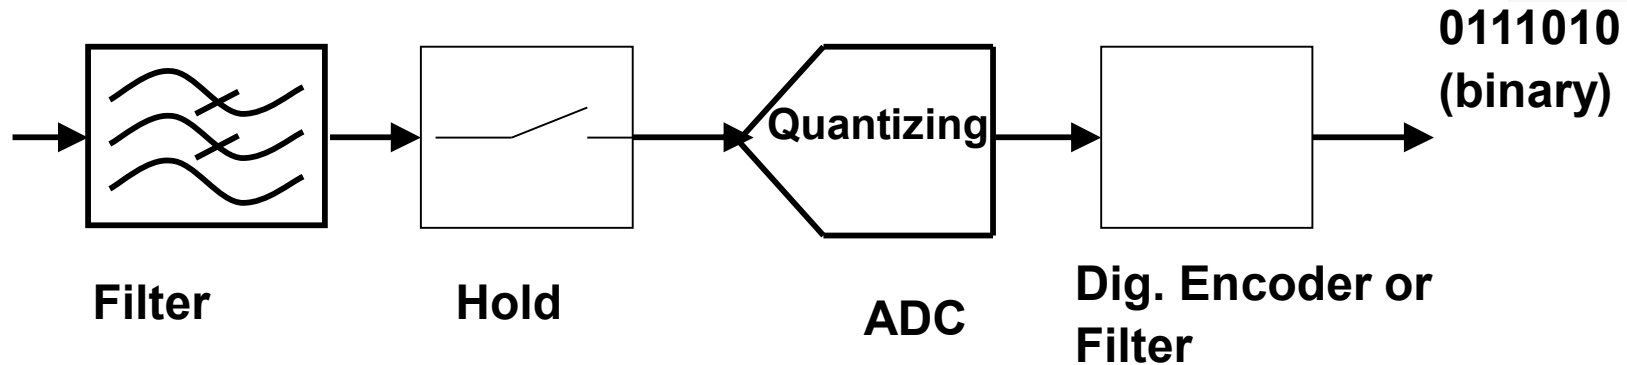 0111010
(binary)
Quantizing
Filter
Hold
ADC
Dig. Encoder or
Filter